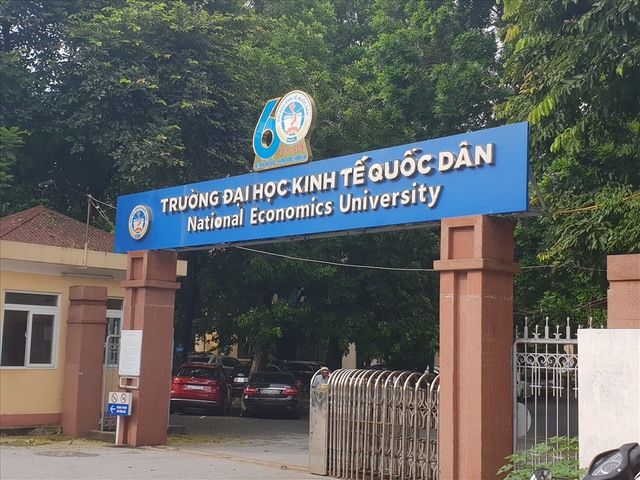 60
TRƯỜNG ĐẠI HỌC KINH TẾ QUỐC DÂN
National Economics University